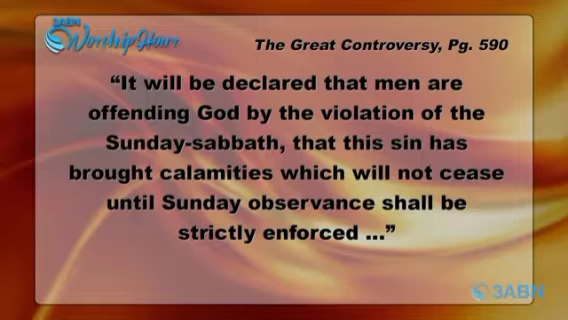 3ABN
Worship Hour
The Great Controversy, Pg. 590
“It will be declared that men are
offending God by the violation of the
Sunday-sabbath, that this sin has
brought calamities which will not cease
until Sunday observance shall be
strictly enforced ...”
3ABN